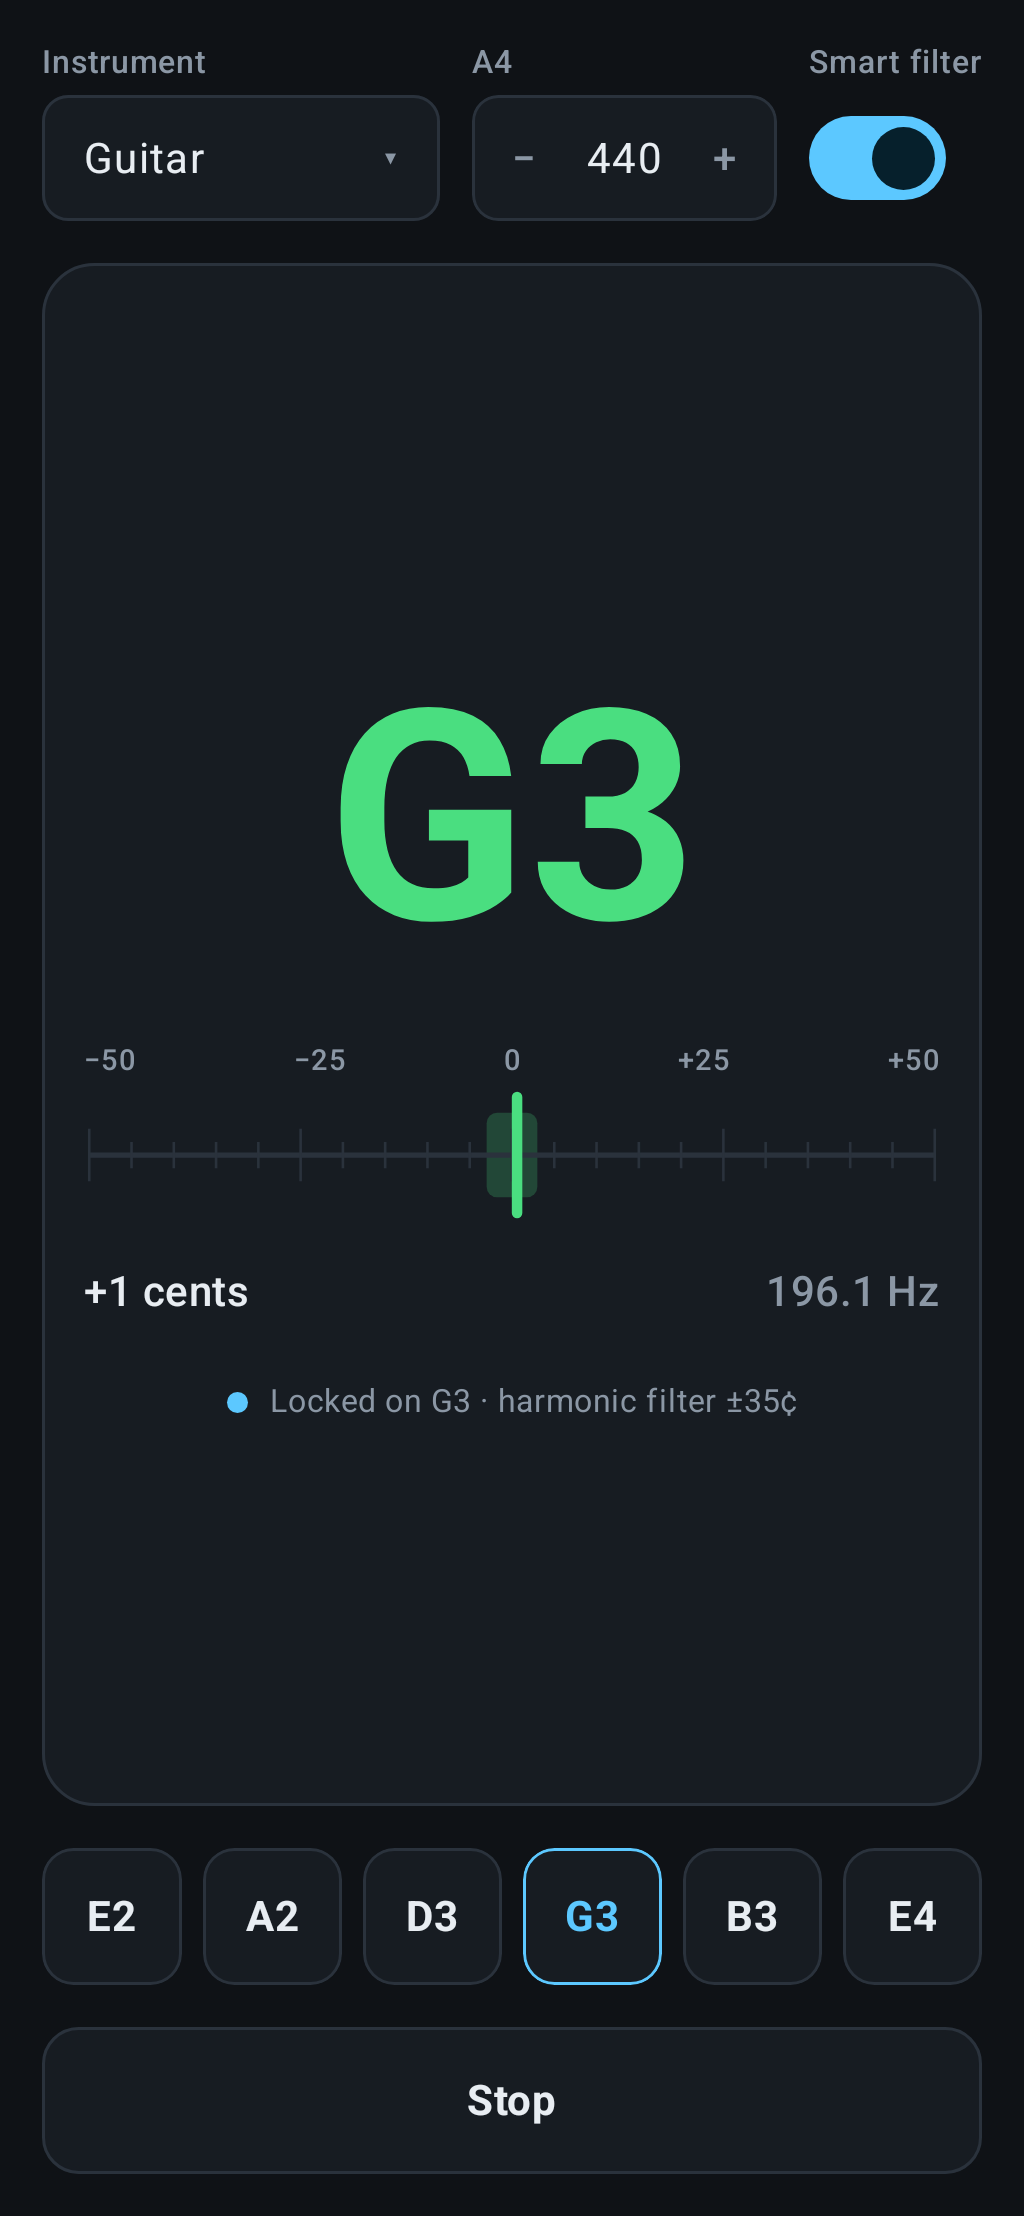 Instrument A4 Smart filter
Guitar ▾ − 440 +
G3
−50 −25 0 +25 +50
+1 cents 196.1 Hz
Locked on G3 · harmonic filter ±35¢
E2 A2 D3 G3 B3 E4
Stop